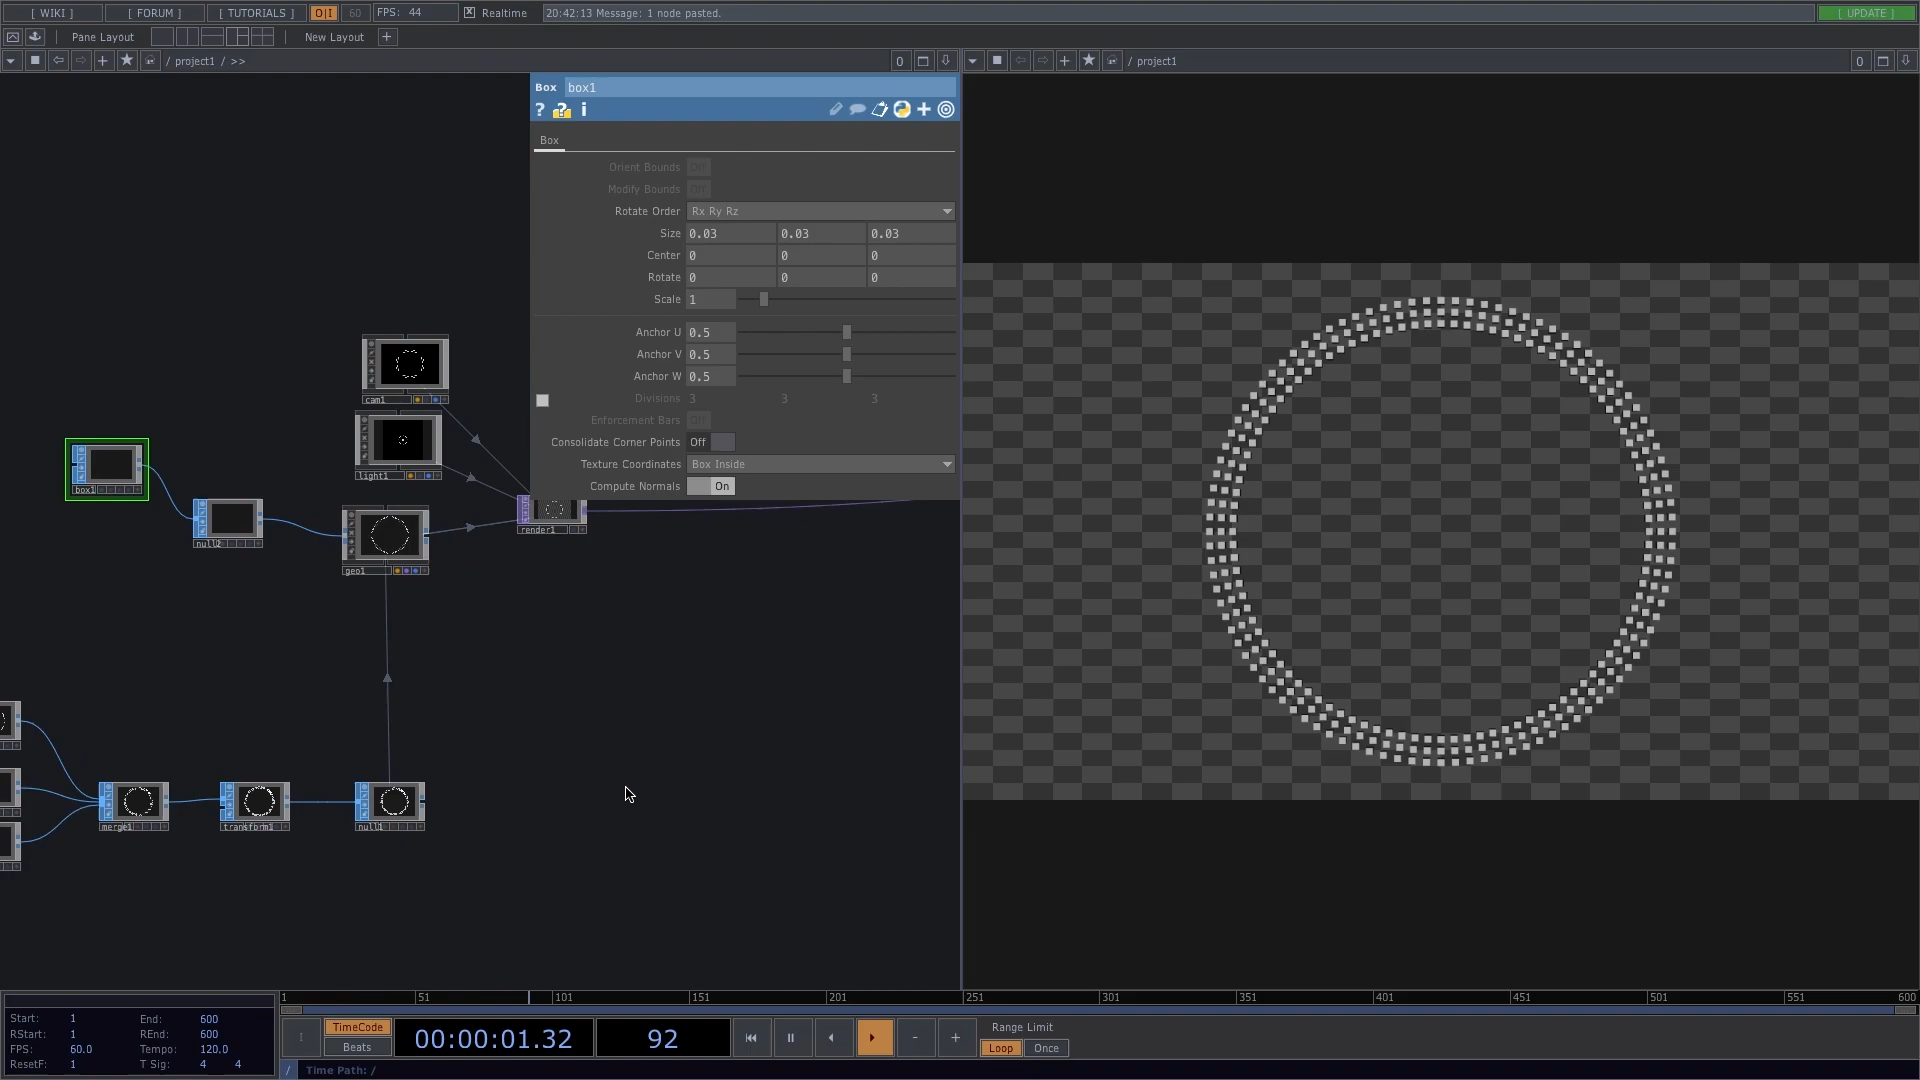 [ WIKI ] [ FORUM ] [ TUTORIALS ] O|I 60 FPS: 44 Realtime 20:42:13 Message: 1 node pasted. [ UPDATE ]
Pane Layout New Layout +
/ project1 / >> 0
/ project1 0
Box box1
? ? i
Box
Orient Bounds Off
Modify Bounds Off
Rotate Order Rx Ry Rz
Size 0.03 0.03 0.03
Center 0 0 0
Rotate 0 0 0
Scale 1
Anchor U 0.5
Anchor V 0.5
Anchor W 0.5
Divisions 3 3 3
Enforcement Bars Off
Consolidate Corner Points Off
Texture Coordinates Box Inside
Compute Normals On
cam1
light1
box1
render1
null2
geo1
merge1
transform1
null1
1 51 101 151 201 251 301 351 401 451 501 551 600
Start: 1 End: 600
RStart: 1 REnd: 600
FPS: 60.0 Tempo: 120.0
ResetF: 1 T Sig: 4 4
TimeCode
Beats
00:00:01.32
92
- +
Range Limit
Loop Once
/ Time Path: /